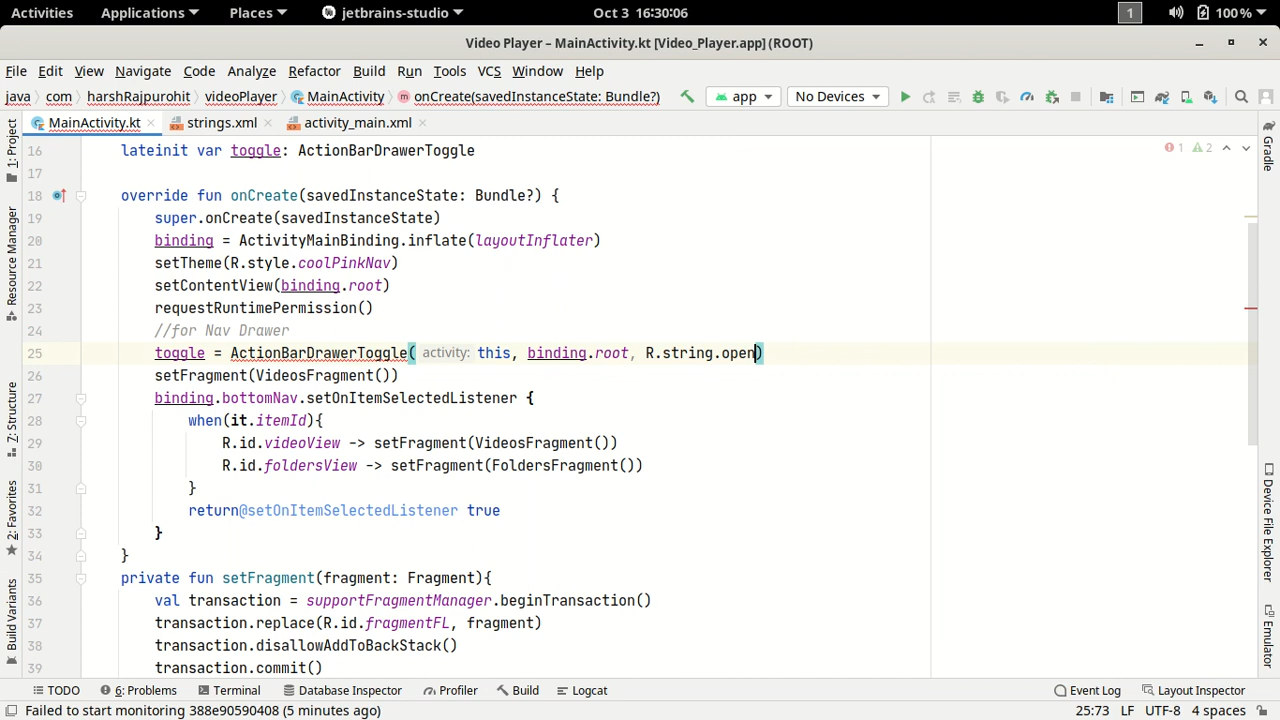 Activities Applications Places jetbrains-studio Oct 3 16:30:06 1 100%
Video Player – MainActivity.kt [Video_Player.app] (ROOT)
File Edit View Navigate Code Analyze Refactor Build Run Tools VCS Window Help
java com harshRajpurohit videoPlayer MainActivity onCreate(savedInstanceState: Bundle?) app No Devices
MainActivity.kt strings.xml activity_main.xml
1 2
16 lateinit var toggle: ActionBarDrawerToggle
17
18 override fun onCreate(savedInstanceState: Bundle?) {
19 super.onCreate(savedInstanceState)
20 binding = ActivityMainBinding.inflate(layoutInflater)
21 setTheme(R.style.coolPinkNav)
22 setContentView(binding.root)
23 requestRuntimePermission()
24 //for Nav Drawer
25 toggle = ActionBarDrawerToggle( activity: this, binding.root, R.string.open)
26 setFragment(VideosFragment())
27 binding.bottomNav.setOnItemSelectedListener {
28 when(it.itemId){
29 R.id.videoView -> setFragment(VideosFragment())
30 R.id.foldersView -> setFragment(FoldersFragment())
31 }
32 return@setOnItemSelectedListener true
33 }
34 }
35 private fun setFragment(fragment: Fragment){
36 val transaction = supportFragmentManager.beginTransaction()
37 transaction.replace(R.id.fragmentFL, fragment)
38 transaction.disallowAddToBackStack()
39 transaction.commit()
1: Project
Resource Manager
7: Structure
2: Favorites
Build Variants
Gradle
Device File Explorer
Emulator
TODO 6: Problems Terminal Database Inspector Profiler Build Logcat Event Log Layout Inspector
Failed to start monitoring 388e90590408 (5 minutes ago) 25:73 LF UTF-8 4 spaces